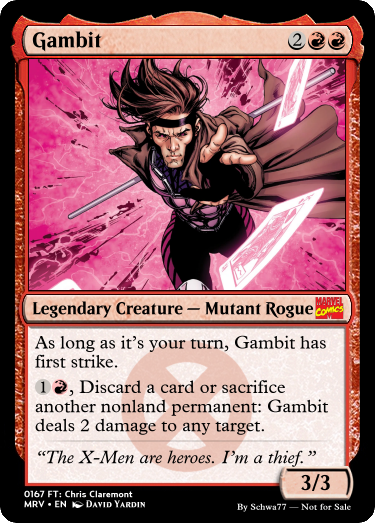 Gambit 2
Legendary Creature — Mutant Rogue MARVEL COMICS
As long as it's your turn, Gambit has
first strike.
1, Discard a card or sacrifice
another nonland permanent: Gambit
deals 2 damage to any target.
“The X-Men are heroes. I'm a thief.”
3/3
0167 FT: Chris Claremont
MRV • EN DAVID YARDIN
By Schwa77 — Not for Sale